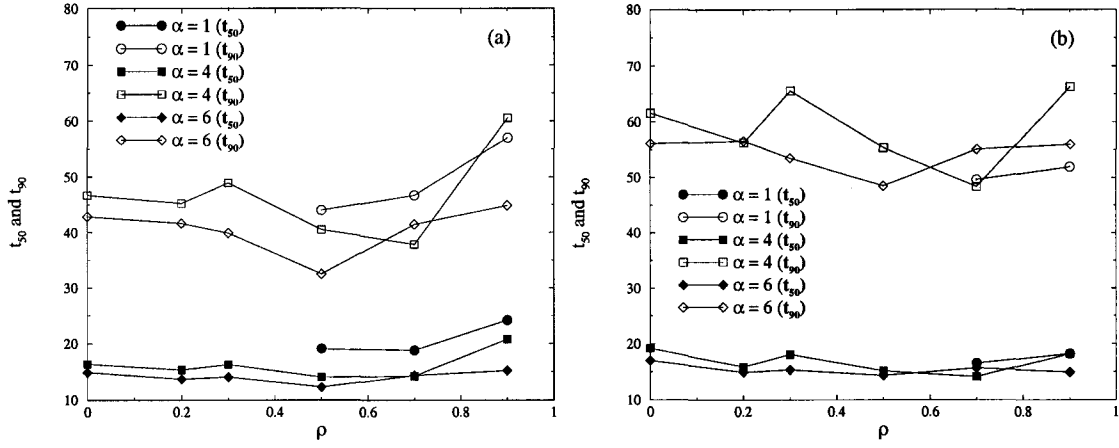 (a)
α = 1 (t50)
α = 1 (t90)
α = 4 (t50)
α = 4 (t90)
α = 6 (t50)
α = 6 (t90)
t50 and t90
80
70
60
50
40
30
20
10
0
0.2
0.4
0.6
0.8
1
ρ
(b)
α = 1 (t50)
α = 1 (t90)
α = 4 (t50)
α = 4 (t90)
α = 6 (t50)
α = 6 (t90)
t50 and t90
80
70
60
50
40
30
20
10
0
0.2
0.4
0.6
0.8
1
ρ